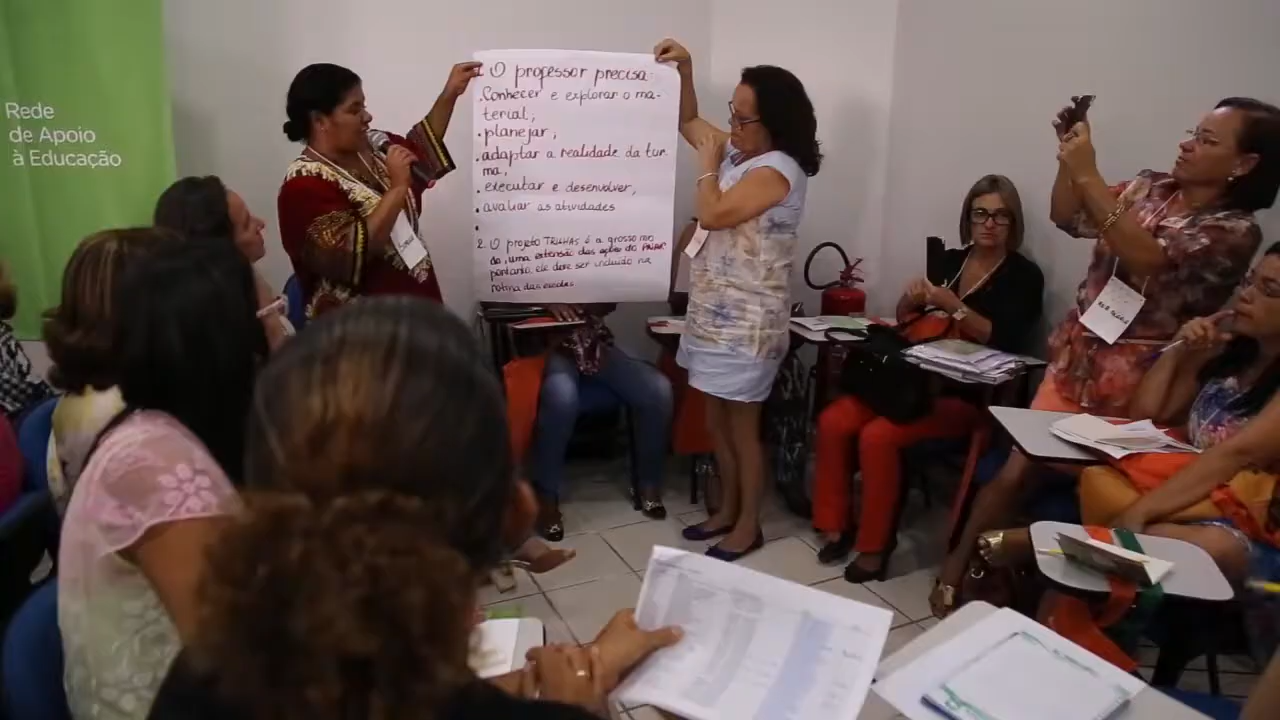 Rede
de Apoio
à Educação
1. O professor precisa:
. Conhecer e explorar o ma-
terial;
. planejar;
. adaptar a realidade da tur
ma,
. executar e desenvolver,
. avaliar as atividades
.
2. O projeto TRILHAS é a grosso mo
do, uma extensão das ações do PNAIC
portanto, ele deve ser incluído na
rotina das escolas